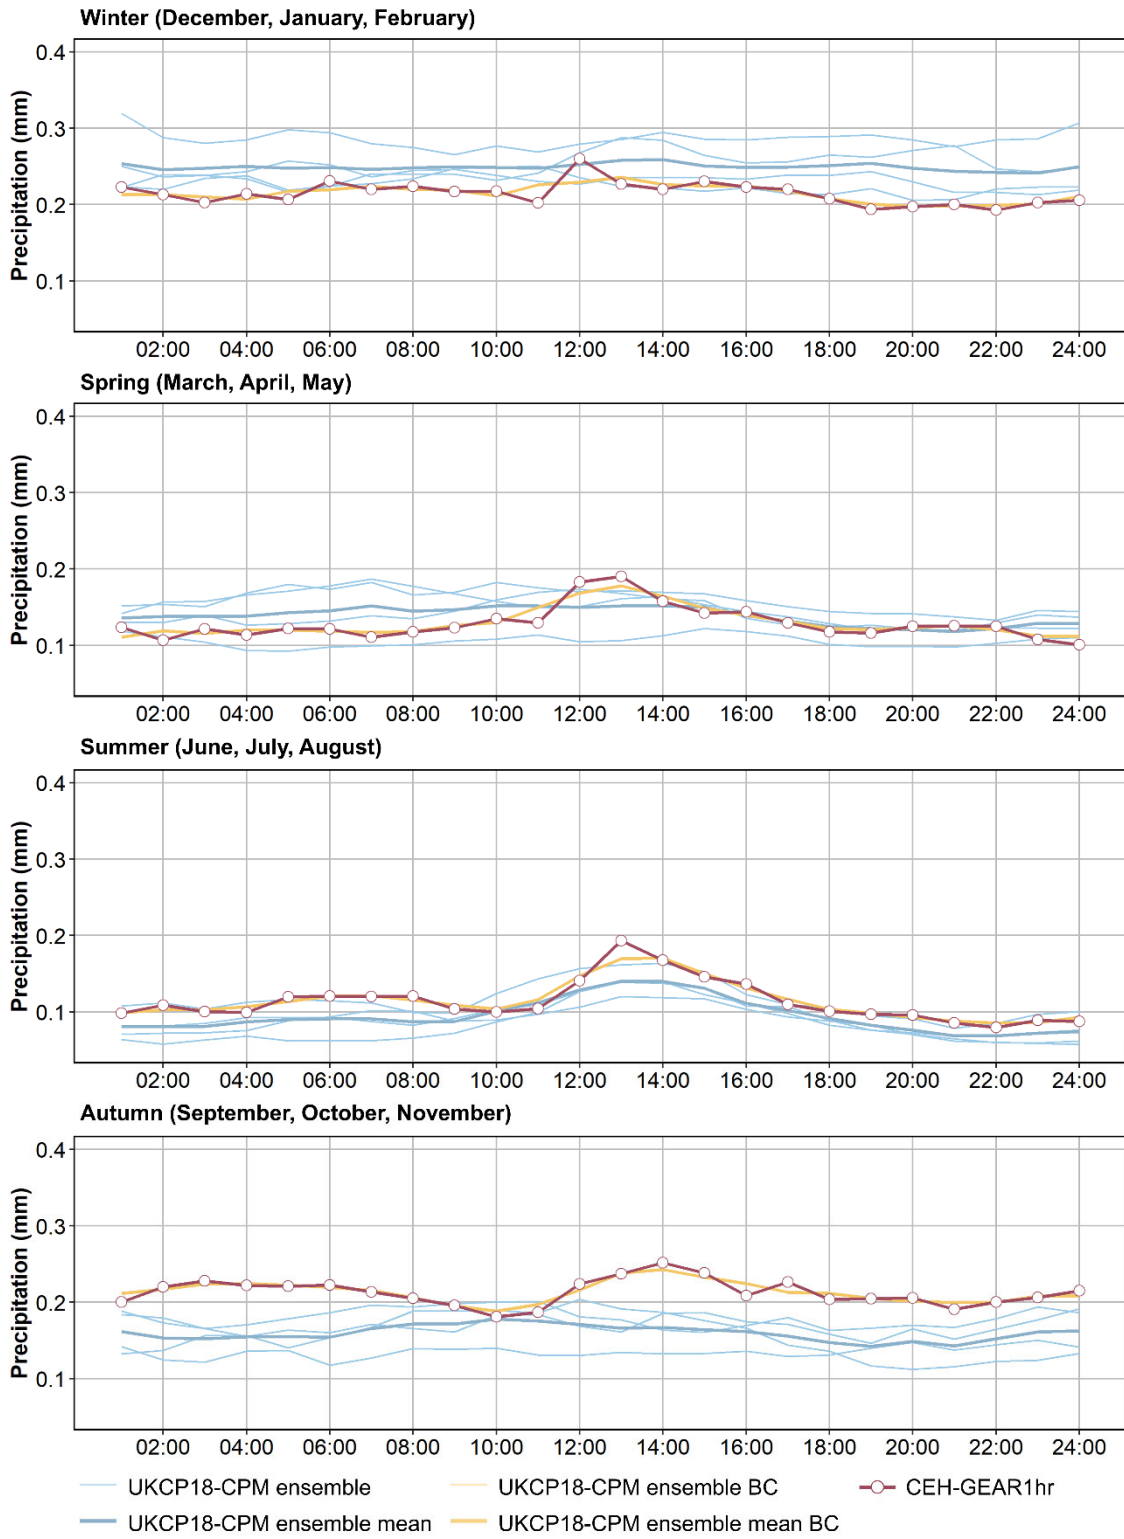 Winter (December, January, February)
Precipitation (mm)
0.4
0.3
0.2
0.1
02:00 04:00 06:00 08:00 10:00 12:00 14:00 16:00 18:00 20:00 22:00 24:00
Spring (March, April, May)
Precipitation (mm)
0.4
0.3
0.2
0.1
02:00 04:00 06:00 08:00 10:00 12:00 14:00 16:00 18:00 20:00 22:00 24:00
Summer (June, July, August)
Precipitation (mm)
0.4
0.3
0.2
0.1
02:00 04:00 06:00 08:00 10:00 12:00 14:00 16:00 18:00 20:00 22:00 24:00
Autumn (September, October, November)
Precipitation (mm)
0.4
0.3
0.2
0.1
02:00 04:00 06:00 08:00 10:00 12:00 14:00 16:00 18:00 20:00 22:00 24:00
UKCP18-CPM ensemble UKCP18-CPM ensemble BC CEH-GEAR1hr
UKCP18-CPM ensemble mean UKCP18-CPM ensemble mean BC